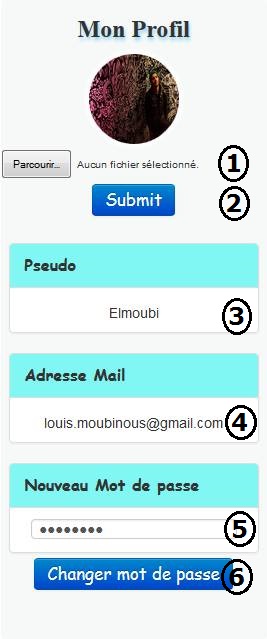 Mon Profil
Parcourir... Aucun fichier sélectionné. 1
Submit 2
Pseudo
Elmoubi 3
Adresse Mail
louis.moubinous@gmail.com 4
Nouveau Mot de passe
●●●●●●●● 5
Changer mot de passe 6